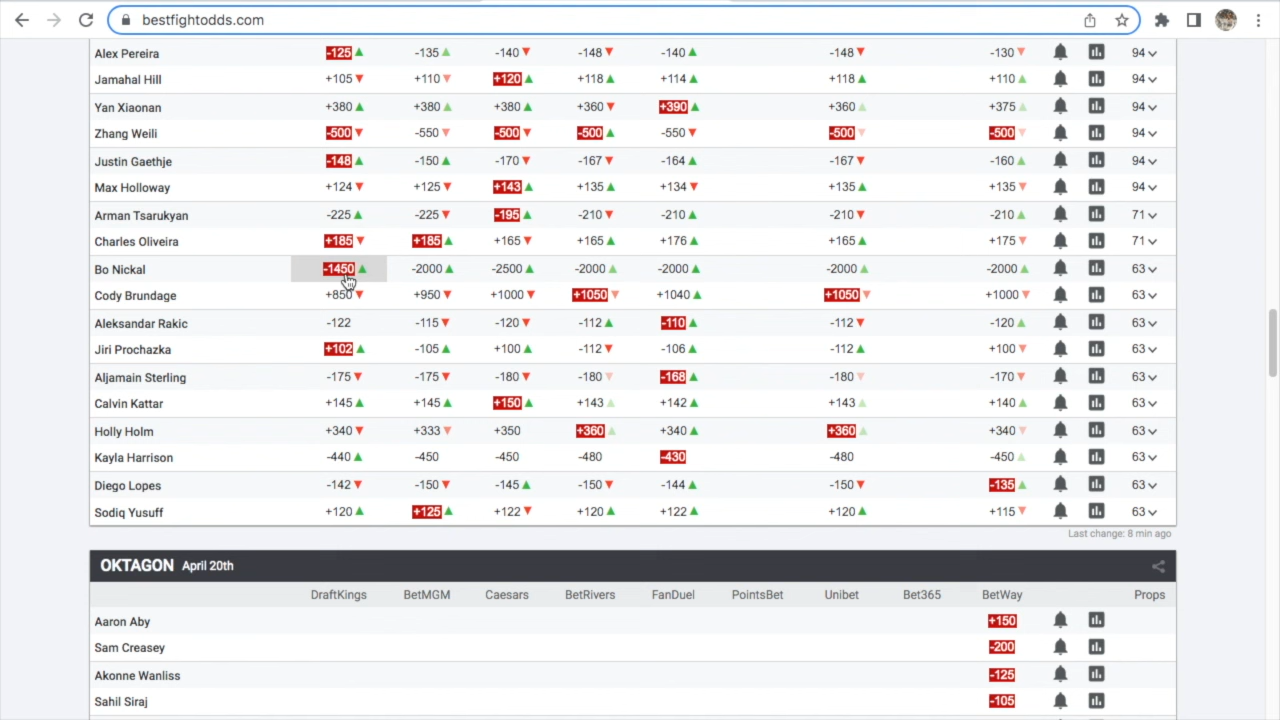 bestfightodds.com
Alex Pereira -125 -135 -140 -148 -140 -148 -130 94
Jamahal Hill +105 +110 +120 +118 +114 +118 +110 94
Yan Xiaonan +380 +380 +380 +360 +390 +360 +375 94
Zhang Weili -500 -550 -500 -500 -550 -500 -500 94
Justin Gaethje -148 -150 -170 -167 -164 -167 -160 94
Max Holloway +124 +125 +143 +135 +134 +135 +135 94
Arman Tsarukyan -225 -225 -195 -210 -210 -210 -210 71
Charles Oliveira +185 +185 +165 +165 +176 +165 +175 71
Bo Nickal -1450 -2000 -2500 -2000 -2000 -2000 -2000 63
Cody Brundage +850 +950 +1000 +1050 +1040 +1050 +1000 63
Aleksandar Rakic -122 -115 -120 -112 -110 -112 -120 63
Jiri Prochazka +102 -105 +100 -112 -106 -112 +100 63
Aljamain Sterling -175 -175 -180 -180 -168 -180 -170 63
Calvin Kattar +145 +145 +150 +143 +142 +143 +140 63
Holly Holm +340 +333 +350 +360 +340 +360 +340 63
Kayla Harrison -440 -450 -450 -480 -430 -480 -450 63
Diego Lopes -142 -150 -145 -150 -144 -150 -135 63
Sodiq Yusuff +120 +125 +122 +120 +122 +120 +115 63
Last change: 8 min ago
OKTAGON April 20th
DraftKings BetMGM Caesars BetRivers FanDuel PointsBet Unibet Bet365 BetWay Props
Aaron Aby +150
Sam Creasey -200
Akonne Wanliss -125
Sahil Siraj -105